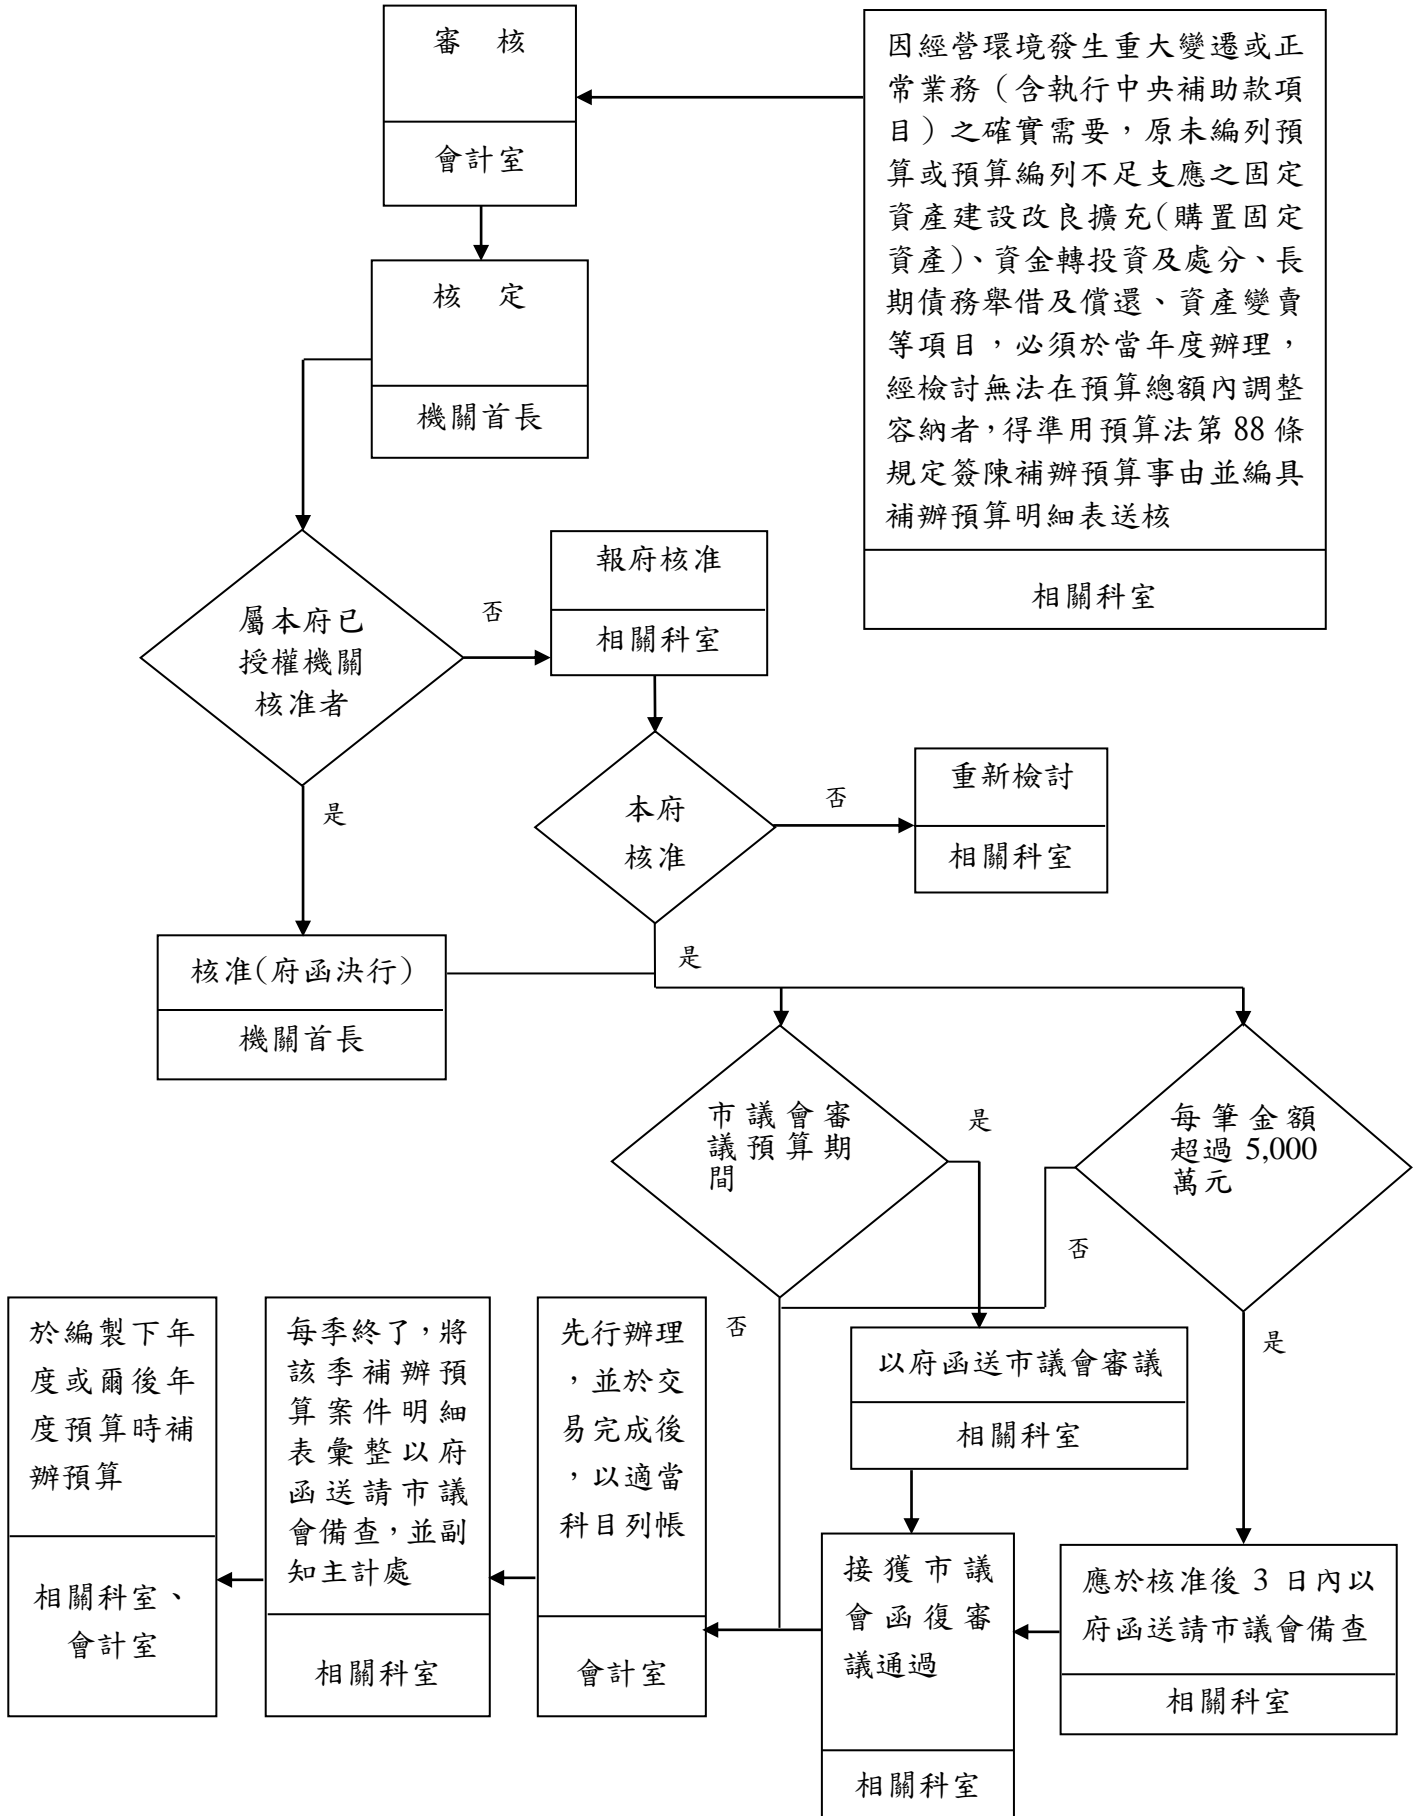 審　核
會計室
因經營環境發生重大變遷或正
常業務（含執行中央補助款項
目）之確實需要，原未編列預
算或預算編列不足支應之固定
資產建設改良擴充(購置固定
資產)、資金轉投資及處分、長
期債務舉借及償還、資產變賣
等項目，必須於當年度辦理，
經檢討無法在預算總額內調整
容納者，得準用預算法第 88 條
規定簽陳補辦預算事由並編具
補辦預算明細表送核
相關科室
核　定
機關首長
屬本府已
授權機關
核准者
否
報府核准
相關科室
是
本府
核准
否
重新檢討
相關科室
核准(府函決行)
機關首長
是
市議會審
議預算期
間
是
每筆金額
超過 5,000
萬元
否
是
否
以府函送市議會審議
相關科室
於編製下年
度或爾後年
度預算時補
辦預算
相關科室、
會計室
每季終了，將
該季補辦預
算案件明細
表彙整以府
函送請市議
會備查，並副
知主計處
相關科室
先行辦理
，並於交
易完成後
，以適當
科目列帳
會計室
接獲市議
會函復審
議通過
相關科室
應於核准後 3 日內以
府函送請市議會備查
相關科室